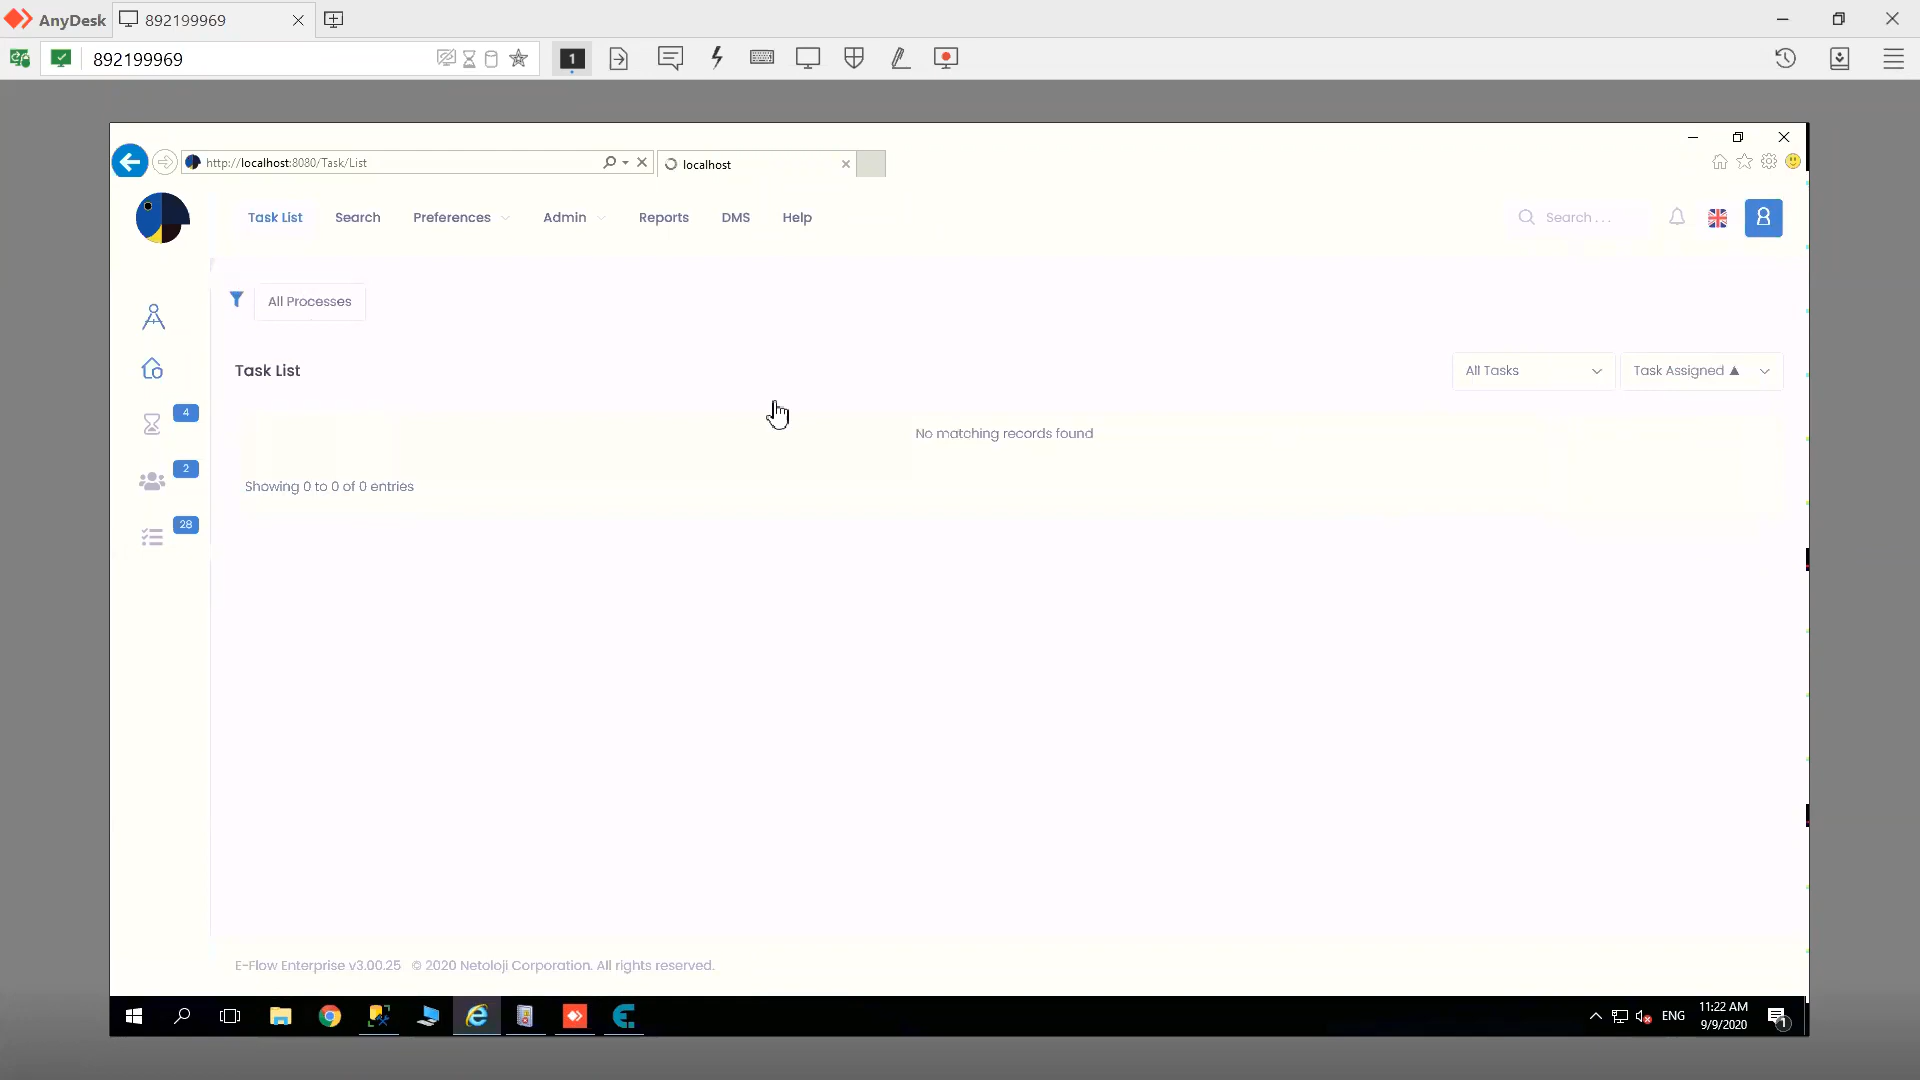 AnyDesk
892199969
892199969
1
http://localhost:8080/Task/List
localhost
Task List
Search
Preferences
Admin
Reports
DMS
Help
Search . . .
All Processes
Task List
All Tasks
Task Assigned ▲
4
No matching records found
2
Showing 0 to 0 of 0 entries
28
E-Flow Enterprise v3.00.25 © 2020 Netoloji Corporation. All rights reserved.
ENG
11:22 AM
9/9/2020
1